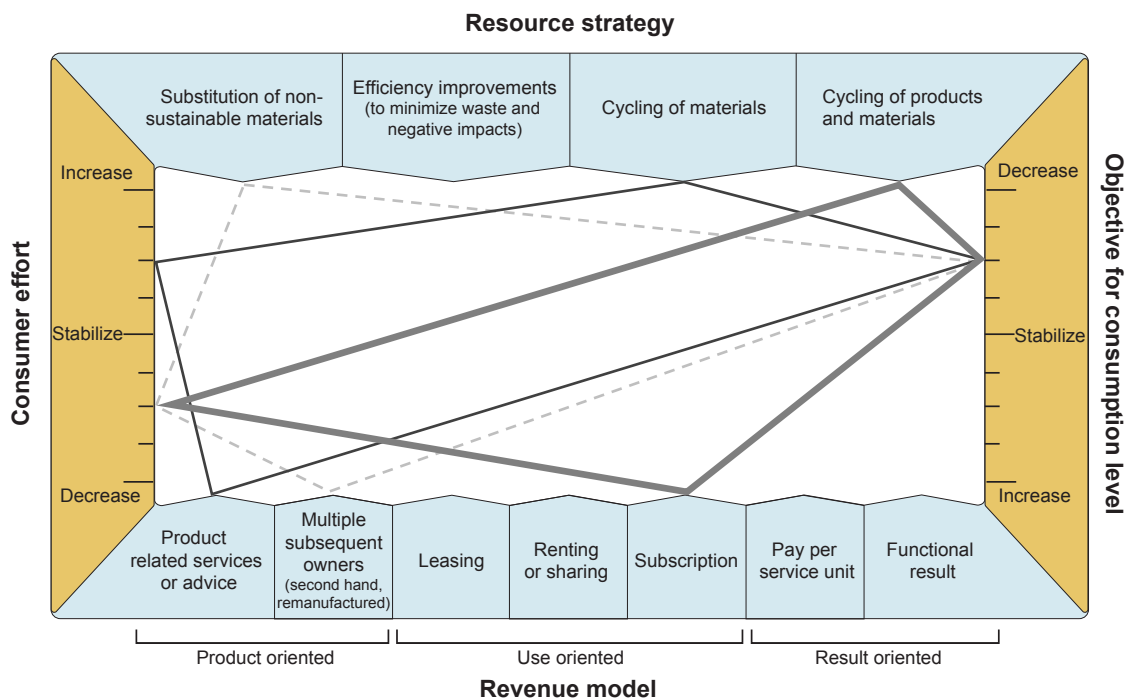 Resource strategy
Substitution of non-
sustainable materials
Efficiency improvements
(to minimize waste and
negative impacts)
Cycling of materials
Cycling of products
and materials
Consumer effort
Increase
Stabilize
Decrease
Decrease
Stabilize
Increase
Objective for consumption level
Product
related services
or advice
Multiple
subsequent
owners
(second hand,
remanufactured)
Leasing
Renting
or sharing
Subscription
Pay per
service unit
Functional
result
Product oriented
Use oriented
Result oriented
Revenue model